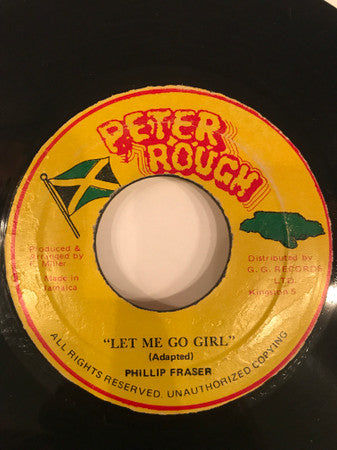 PETER
ROUGH
Produced &
Arranged by
E. Miller
Made in
Jamaica
Distributed by
G. G. RECORDS
LTD.
Kingston 5
"LET ME GO GIRL"
(Adapted)
PHILLIP FRASER
ALL RIGHTS RESERVED. UNAUTHORIZED COPYING